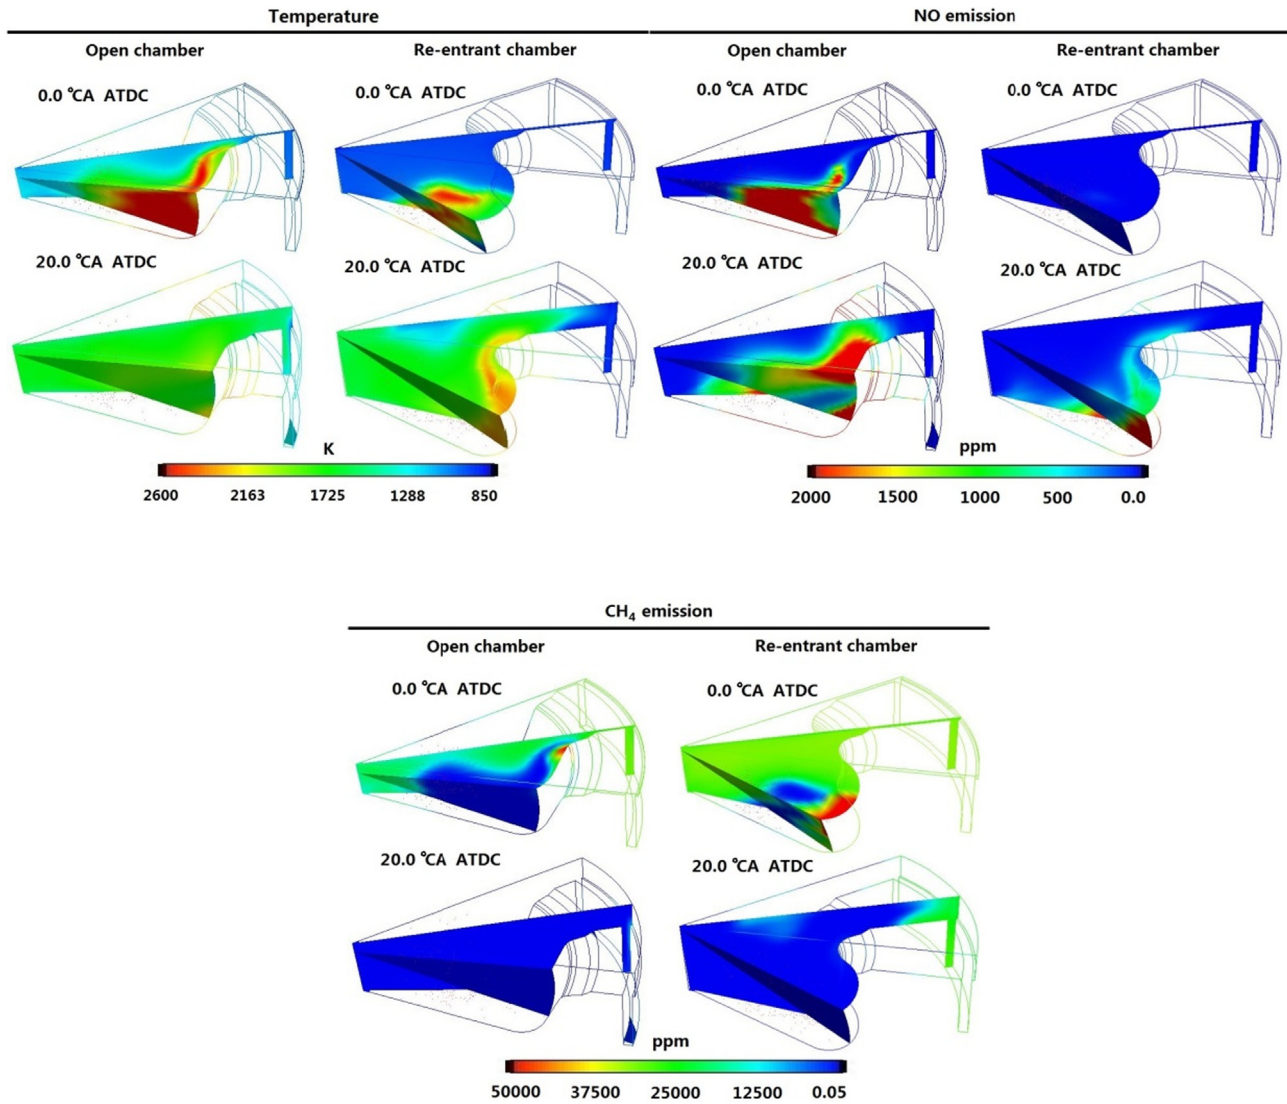 Temperature
NO emission
Open chamber
Re-entrant chamber
Open chamber
Re-entrant chamber
0.0 °CA ATDC
0.0 °CA ATDC
0.0 °CA ATDC
0.0 °CA ATDC
20.0 °CA ATDC
20.0 °CA ATDC
20.0 °CA ATDC
20.0 °CA ATDC
K
2600 2163 1725 1288 850
ppm
2000 1500 1000 500 0.0
CH₄ emission
Open chamber
Re-entrant chamber
0.0 °CA ATDC
0.0 °CA ATDC
20.0 °CA ATDC
20.0 °CA ATDC
ppm
50000 37500 25000 12500 0.05